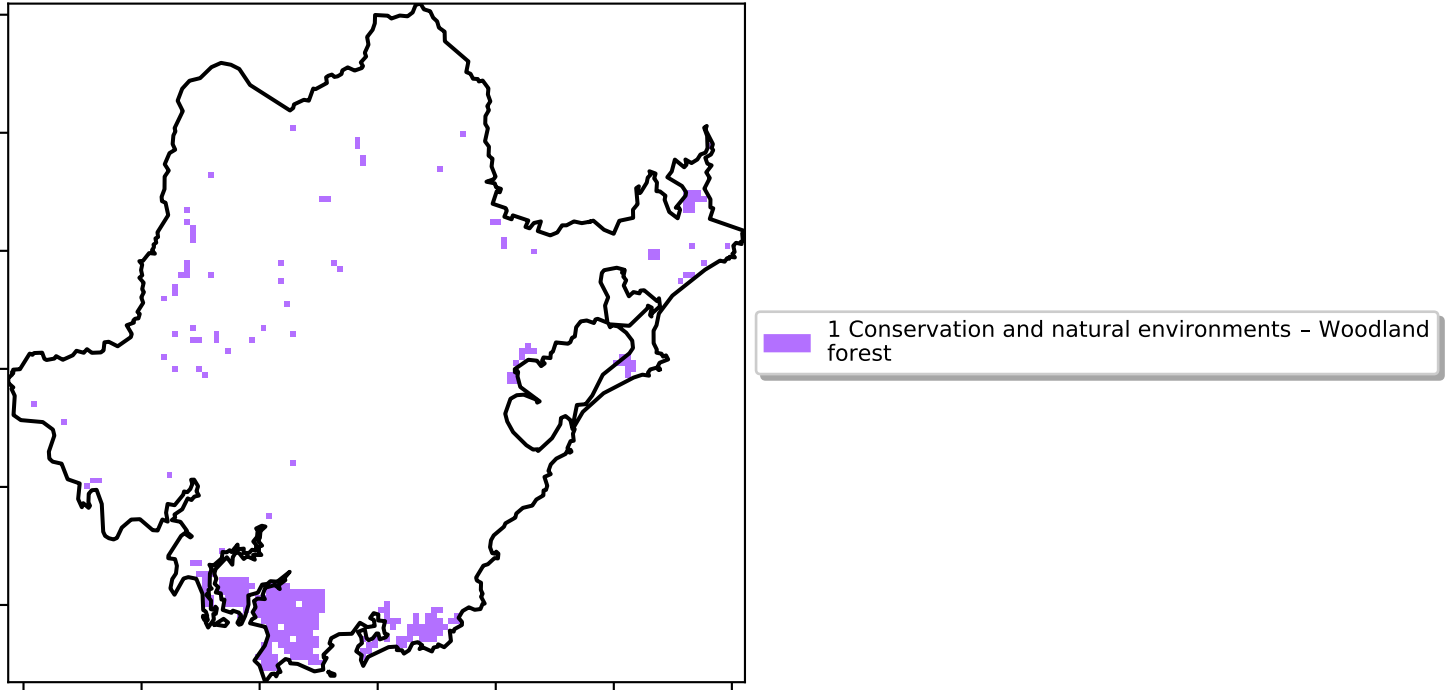 1 Conservation and natural environments – Woodland
forest